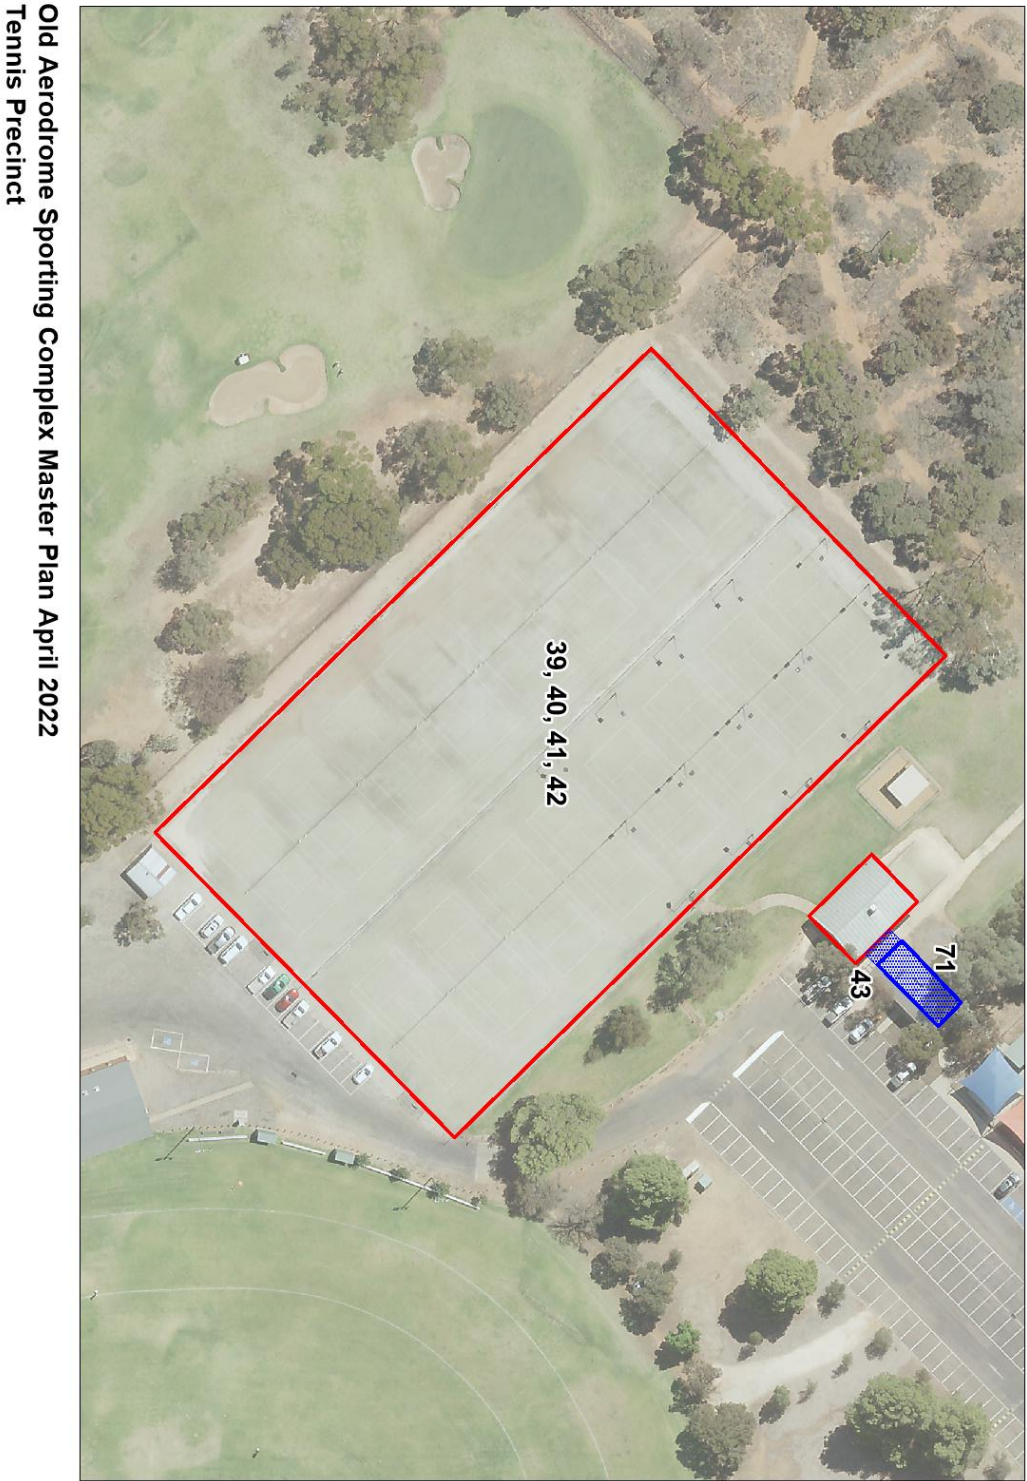 Old Aerodrome Sporting Complex Master Plan April 2022
Tennis Precinct
71
43
39, 40, 41, 42